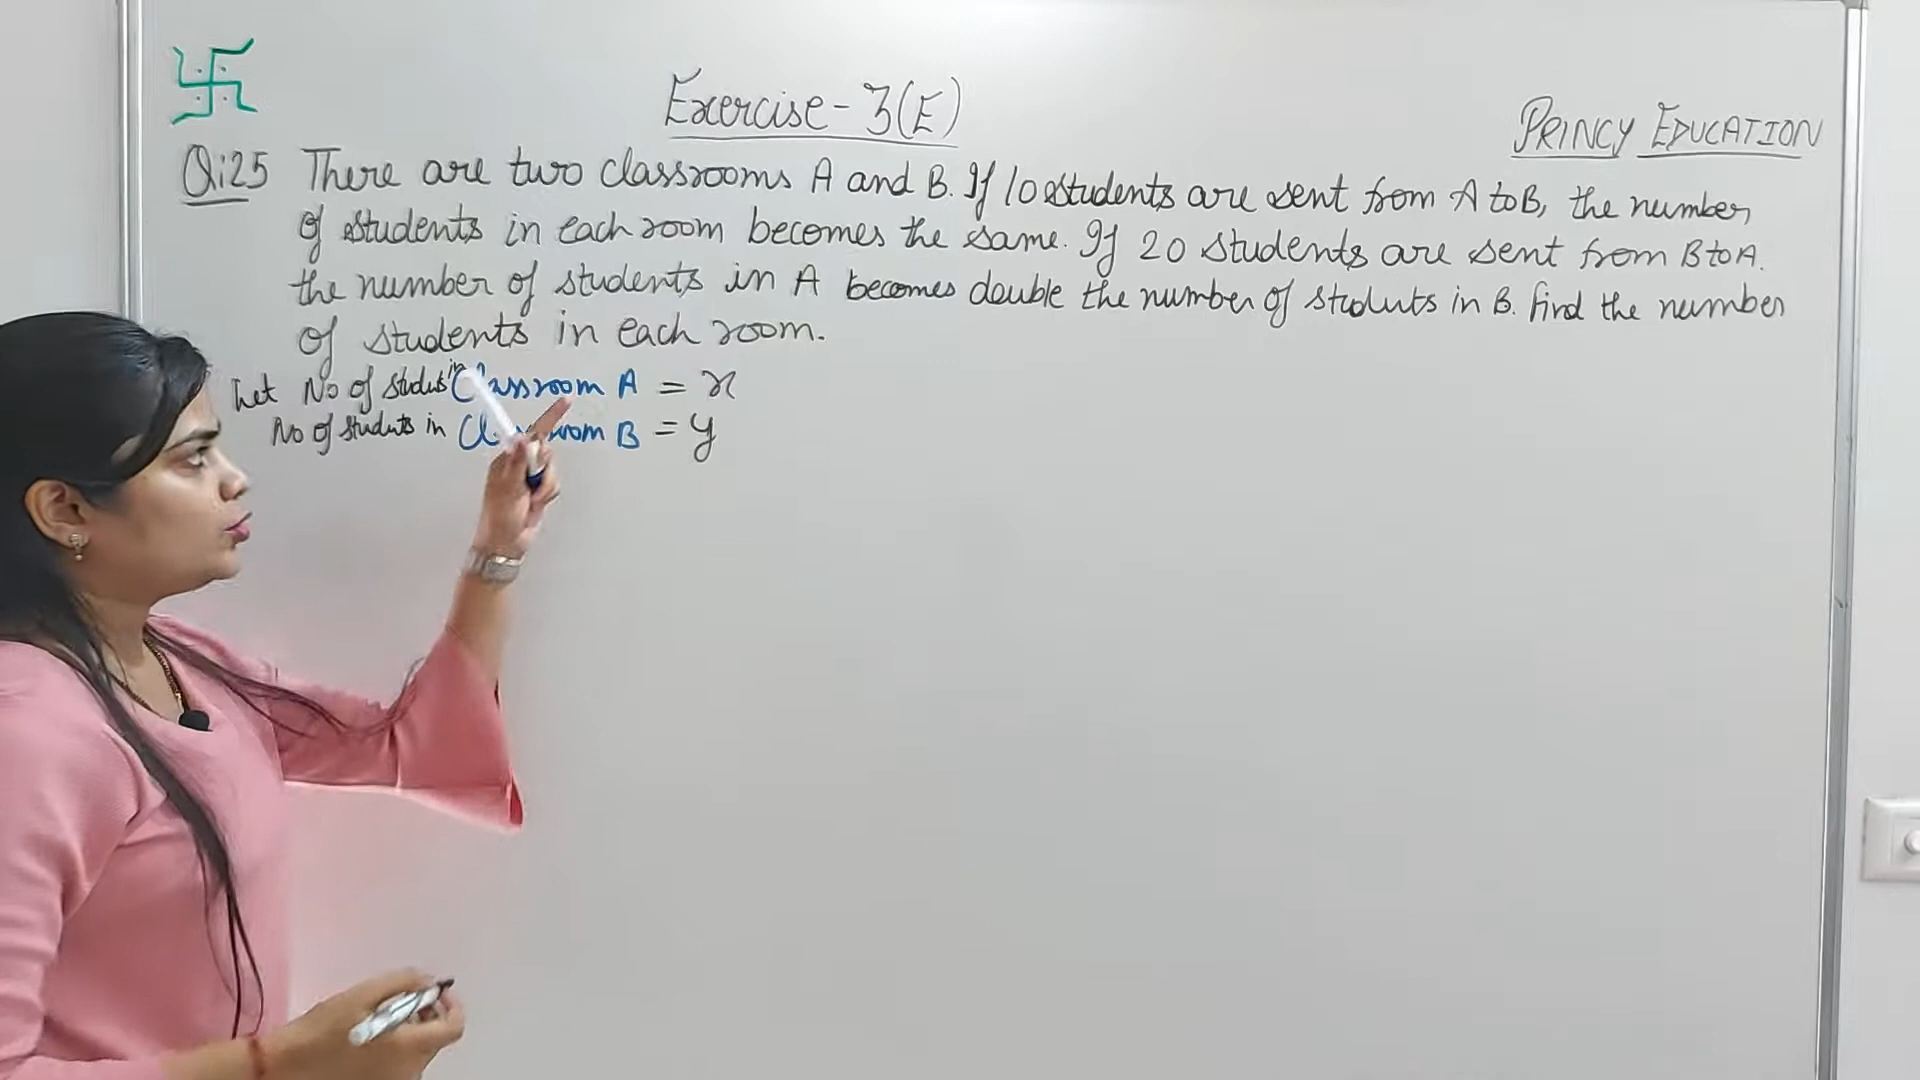 Exercise - 3(E)
PRINCY EDUCATION
Q:25 There are two classrooms A and B. If 10 students are sent from A to B, the number
of students in each room becomes the same. If 20 students are sent from B to A.
the number of students in A becomes double the number of studuts in B. find the number
of students in each room.
Let No of studuts in Classroom A = x
No of students in Classroom B = y